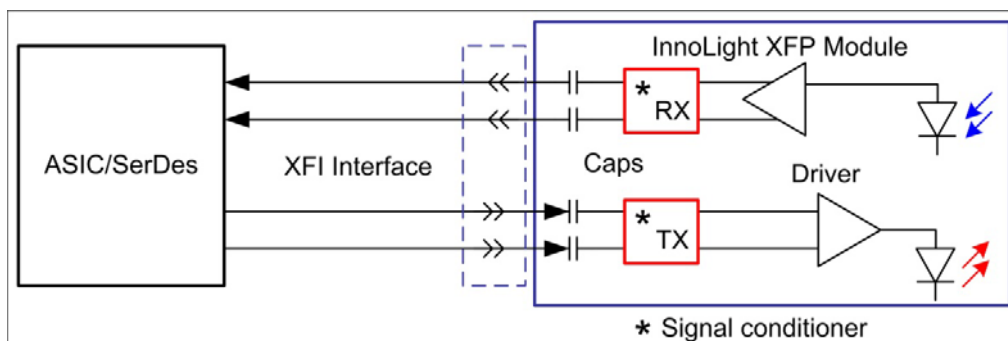 InnoLight XFP Module
* RX
ASIC/SerDes
XFI Interface
Caps
Driver
* TX
* Signal conditioner